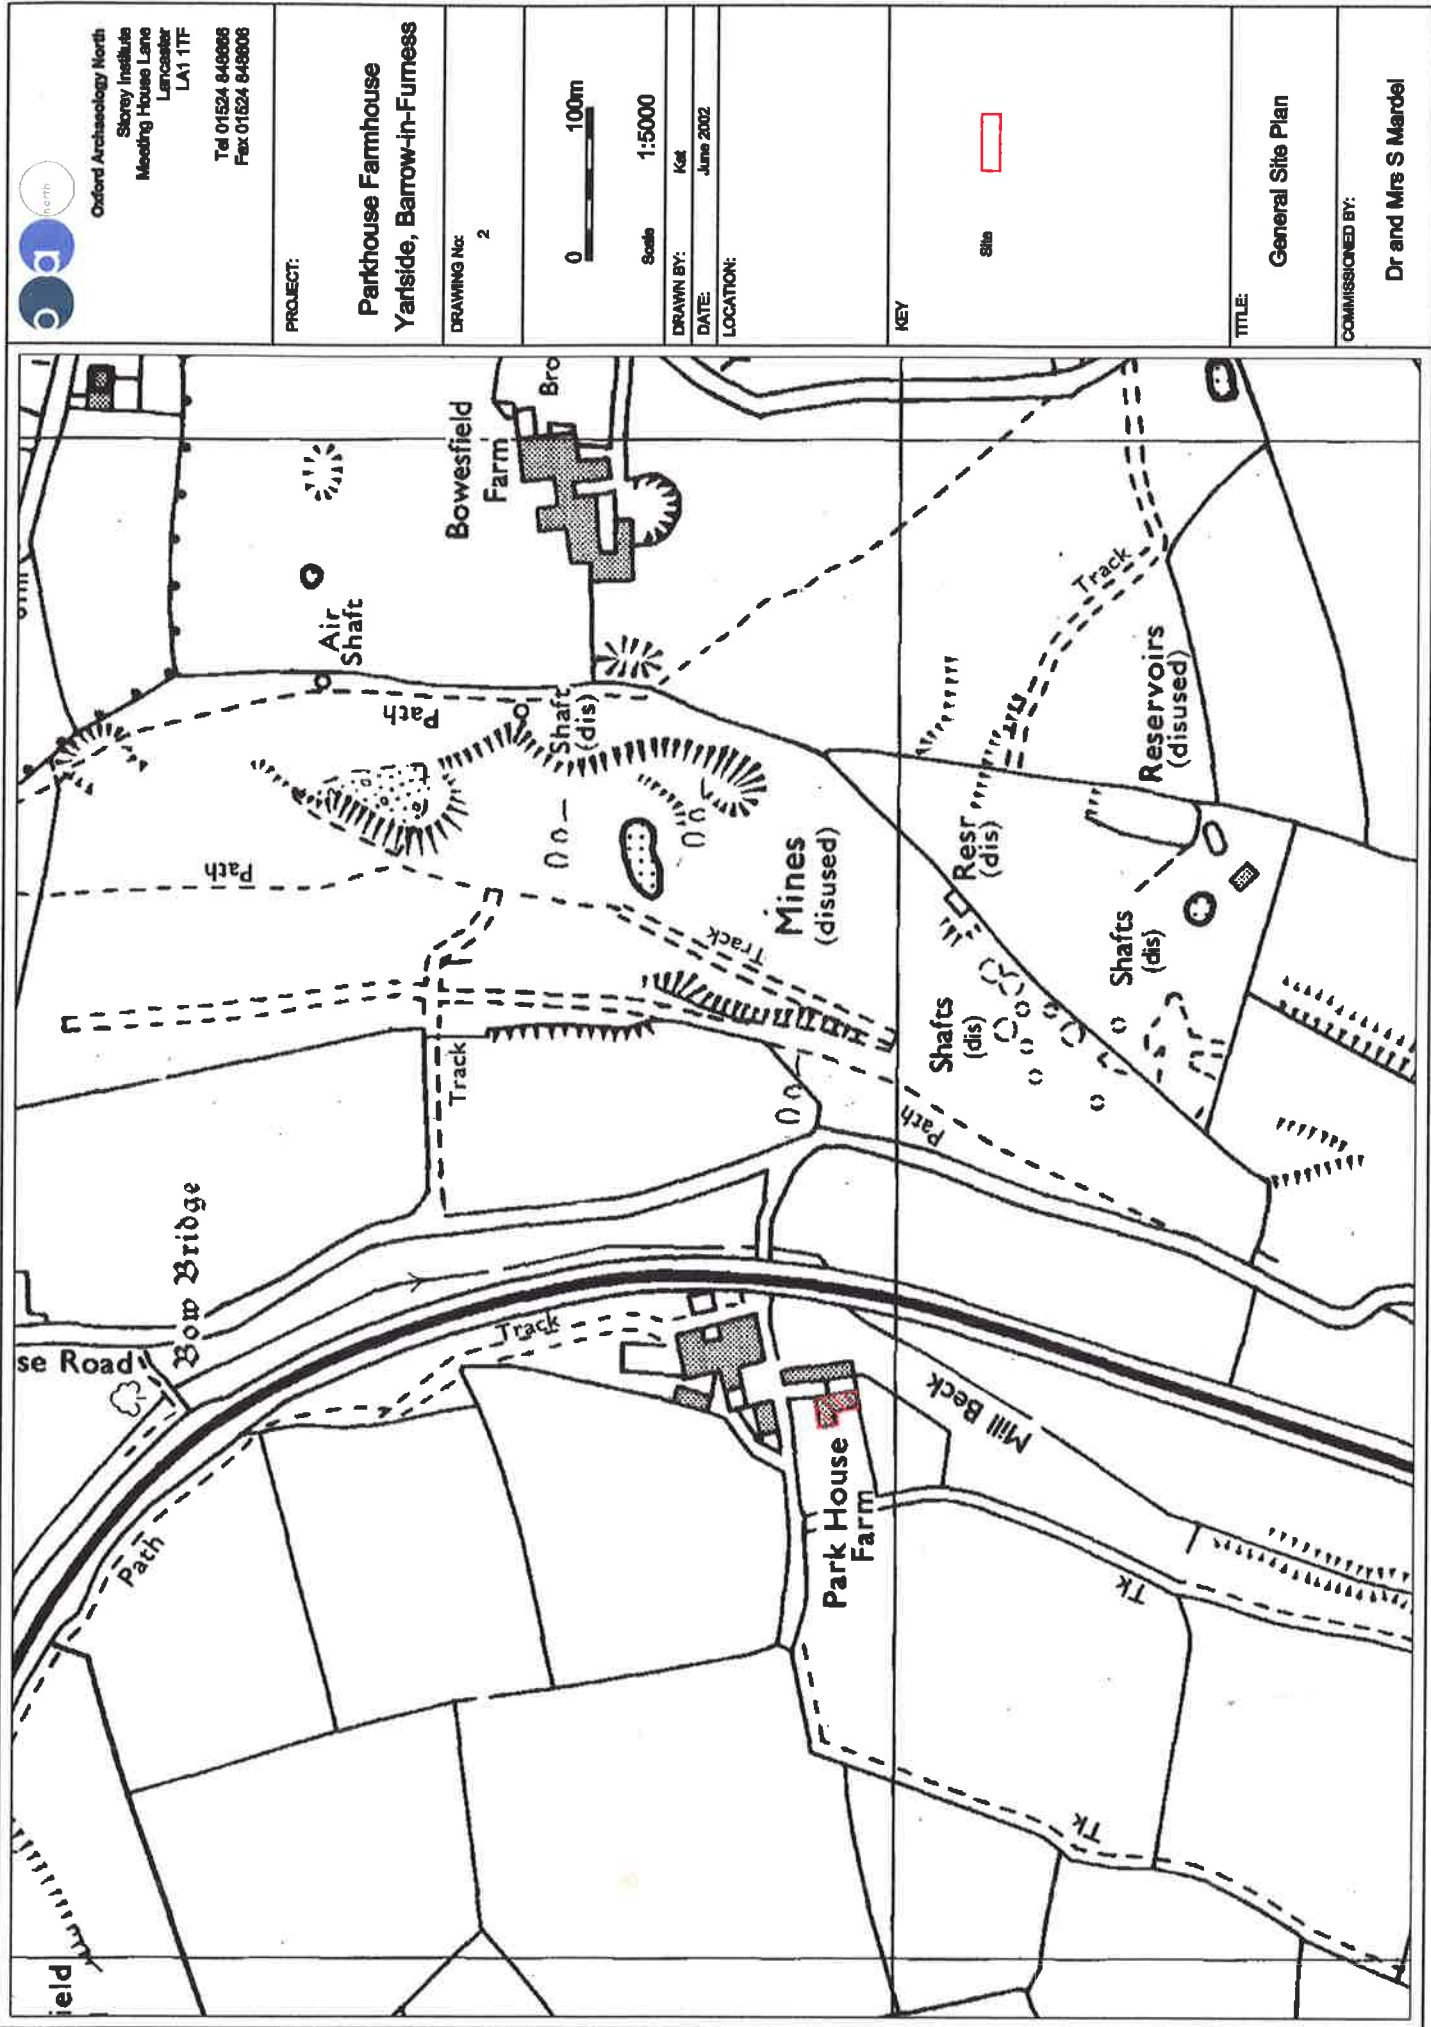 Oxford Archaeology North
Storey Institute
Meeting House Lane
Lancaster
LA1 1TF
Tel 01524 848666
Fax 01524 848606
north
PROJECT:
Parkhouse Farmhouse
Yarlside, Barrow-in-Furness
DRAWING No:
2
0 100m
Scale 1:5000
DRAWN BY: Kat
DATE: June 2002
LOCATION:
KEY
Site
TITLE:
General Site Plan
COMMISSIONED BY:
Dr and Mrs S Mardel
se Road
Bow Bridge
Path
Path
Path
Track
Track
Air
Shaft
Bowesfield
Farm
Bro
Shaft
(dis)
Mines
(disused)
Track
Track
Track
Resr
(dis)
Reservoirs
(disused)
Shafts
(dis)
Shafts
(dis)
Path
Mill Beck
Park House
Farm
Tk
Tk
ield